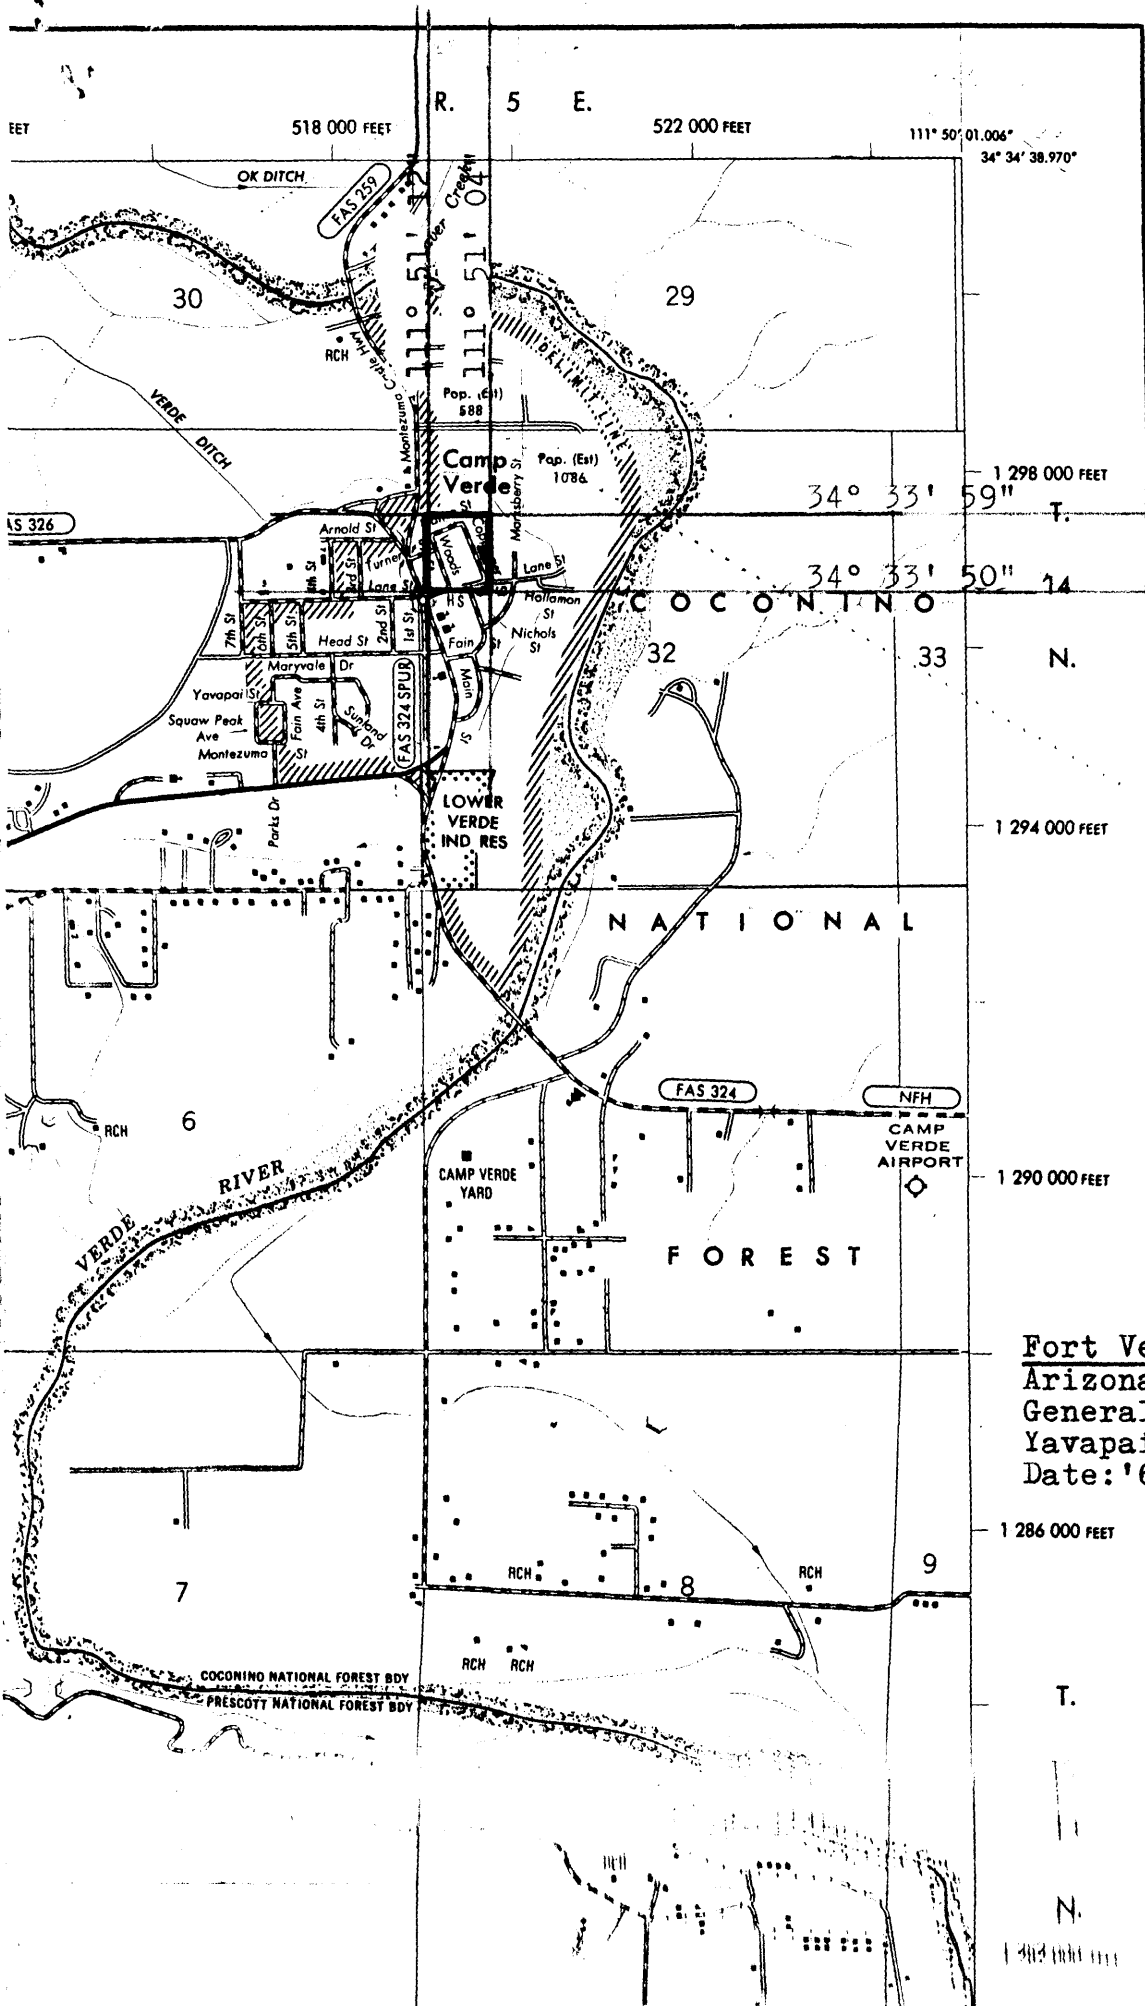 R. 5 E.
EET
518 000 FEET
522 000 FEET
111° 50' 01.006"
34° 34' 38.970"
OK DITCH
FAS 259
Creek
111° 51' 12"
111° 51' 04"
30
29
RCH
Montezuma Castle Hwy
DELIMIT LINE
VERDE DITCH
Pop. (Est)
588
Camp
Verde
Pop. (Est)
1086
Marysberry St
1 298 000 FEET
34° 33' 59"
T.
AS 326
Arnold St
Turner
Woods
Lane St
3rd St
Lane St
34° 33' 50"
14
COCONINO
HS
Hollamon
St
7th St
6th St
5th St
Head St
2nd St
1st St
Fain St
Nichols
St
32
33
N.
Maryvale Dr
Yavapai St
Fain Ave
4th St
Sunland
Dr
FAS 324 SPUR
Main
St
Squaw Peak
Ave
Montezuma St
LOWER
VERDE
IND RES
Parks Dr
1 294 000 FEET
NATIONAL
FAS 324
NFH
CAMP
VERDE
AIRPORT
6
RCH
VERDE RIVER
CAMP VERDE
YARD
1 290 000 FEET
FOREST
Fort Ve
Arizona
General
Yavapai
Date:'6
1 286 000 FEET
RCH
RCH
9
7
8
RCH
RCH
COCONINO NATIONAL FOREST BDY
PRESCOTT NATIONAL FOREST BDY
T.
N.